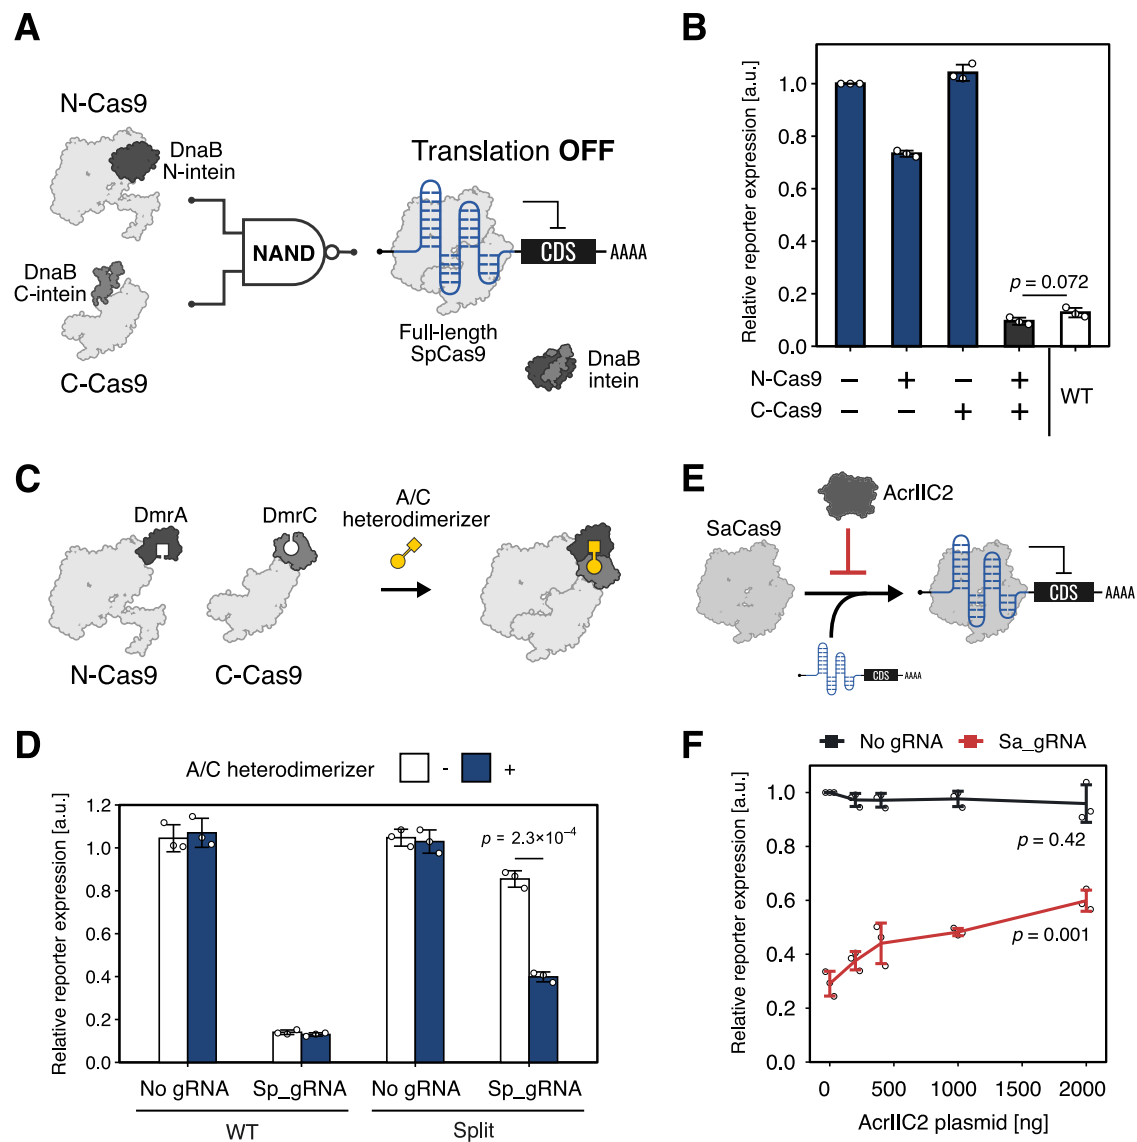 A
N-Cas9
DnaB
N-intein
DnaB
C-intein
C-Cas9
NAND
Translation OFF
CDS
AAAA
Full-length
SpCas9
DnaB
intein
B
Relative reporter expression [a.u.]
1.0
0.8
0.6
0.4
0.2
0.0
p = 0.072
N-Cas9 − + − +
C-Cas9 − − + +
WT
C
DmrA
DmrC
A/C
heterodimerizer
N-Cas9
C-Cas9
D
A/C heterodimerizer - +
Relative reporter expression [a.u.]
1.2
1.0
0.8
0.6
0.4
0.2
0.0
p = 2.3×10⁻⁴
No gRNA Sp_gRNA No gRNA Sp_gRNA
WT Split
E
AcrIIC2
SaCas9
CDS
AAAA
CDS
AAAA
F
No gRNA Sa_gRNA
Relative reporter expression [a.u.]
1.0
0.8
0.6
0.4
0.2
0.0
p = 0.42
p = 0.001
0 500 1000 1500 2000
AcrIIC2 plasmid [ng]